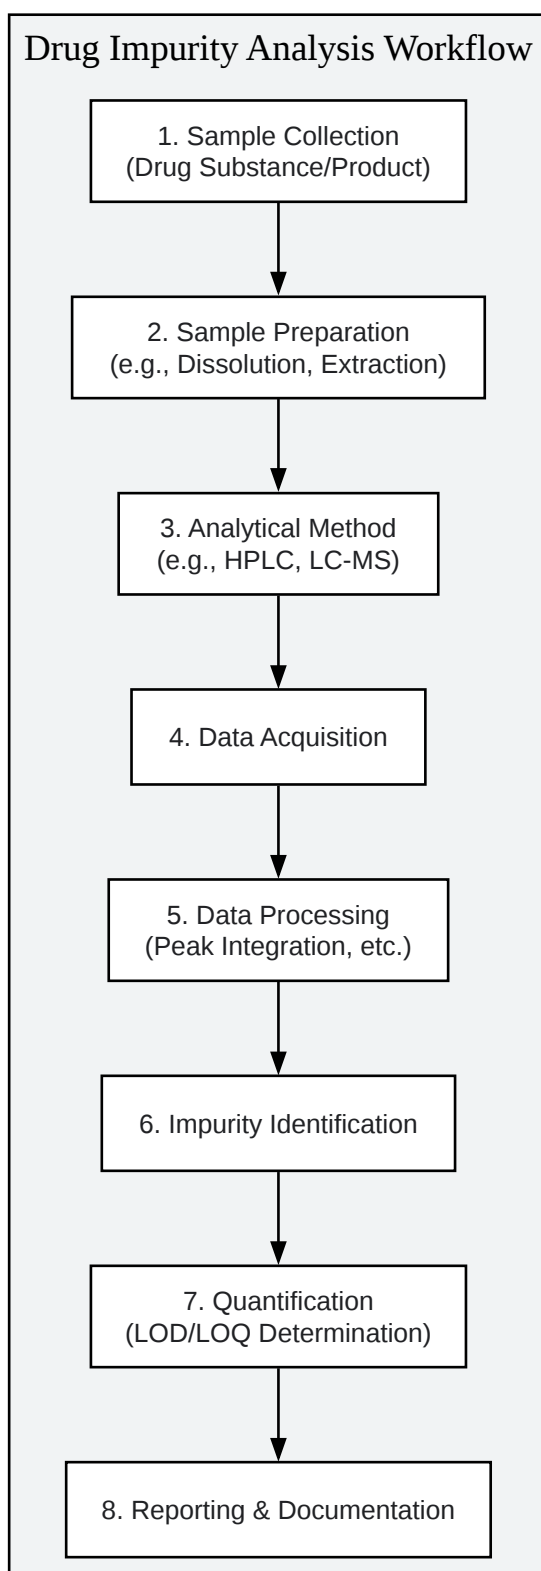 Drug Impurity Analysis Workflow
1. Sample Collection
(Drug Substance/Product)
2. Sample Preparation
(e.g., Dissolution, Extraction)
3. Analytical Method
(e.g., HPLC, LC-MS)
4. Data Acquisition
5. Data Processing
(Peak Integration, etc.)
6. Impurity Identification
7. Quantification
(LOD/LOQ Determination)
8. Reporting & Documentation